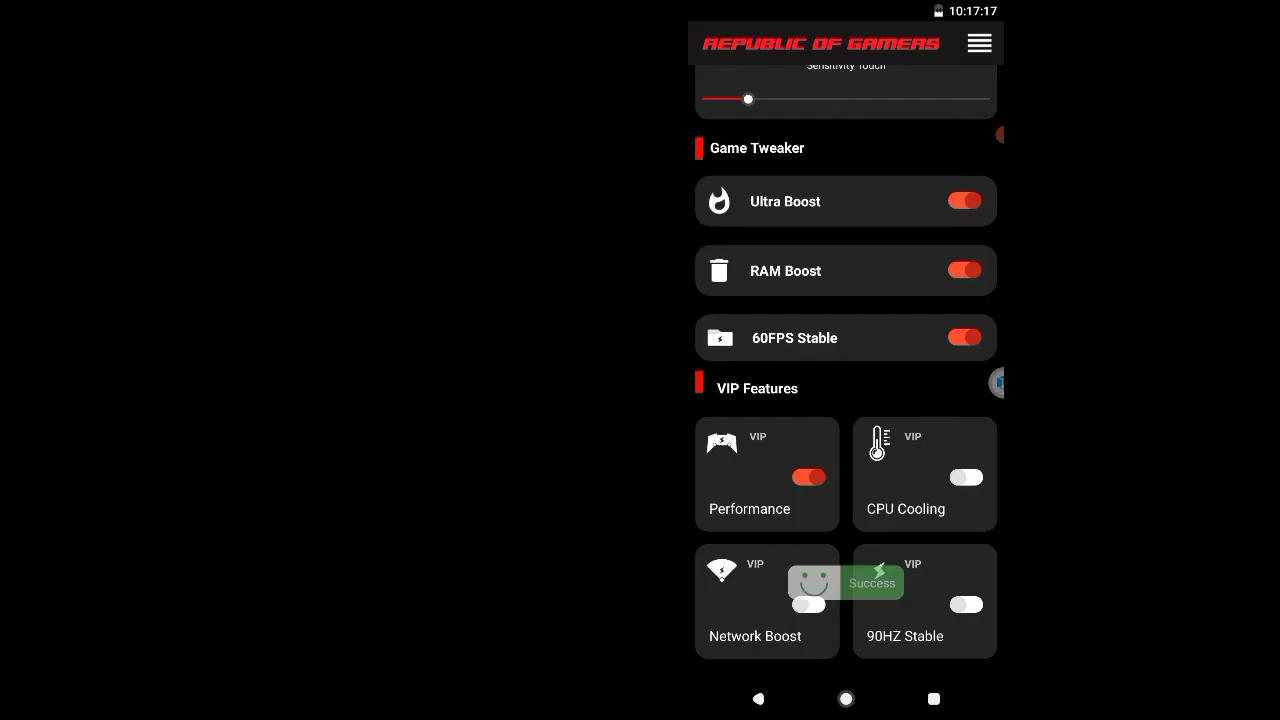 10:17:17
REPUBLIC OF GAMERS
Sensitivity Touch
Game Tweaker
Ultra Boost
RAM Boost
60FPS Stable
VIP Features
VIP
VIP
Performance
CPU Cooling
VIP
VIP
Success
Network Boost
90HZ Stable